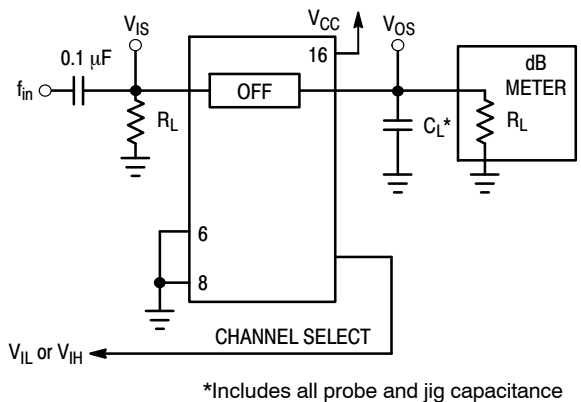 V_IS
V_CC
16
V_OS
0.1 μF
dB
METER
f_in
OFF
R_L
C_L*
R_L
6
8
CHANNEL SELECT
V_IL or V_IH
*Includes all probe and jig capacitance